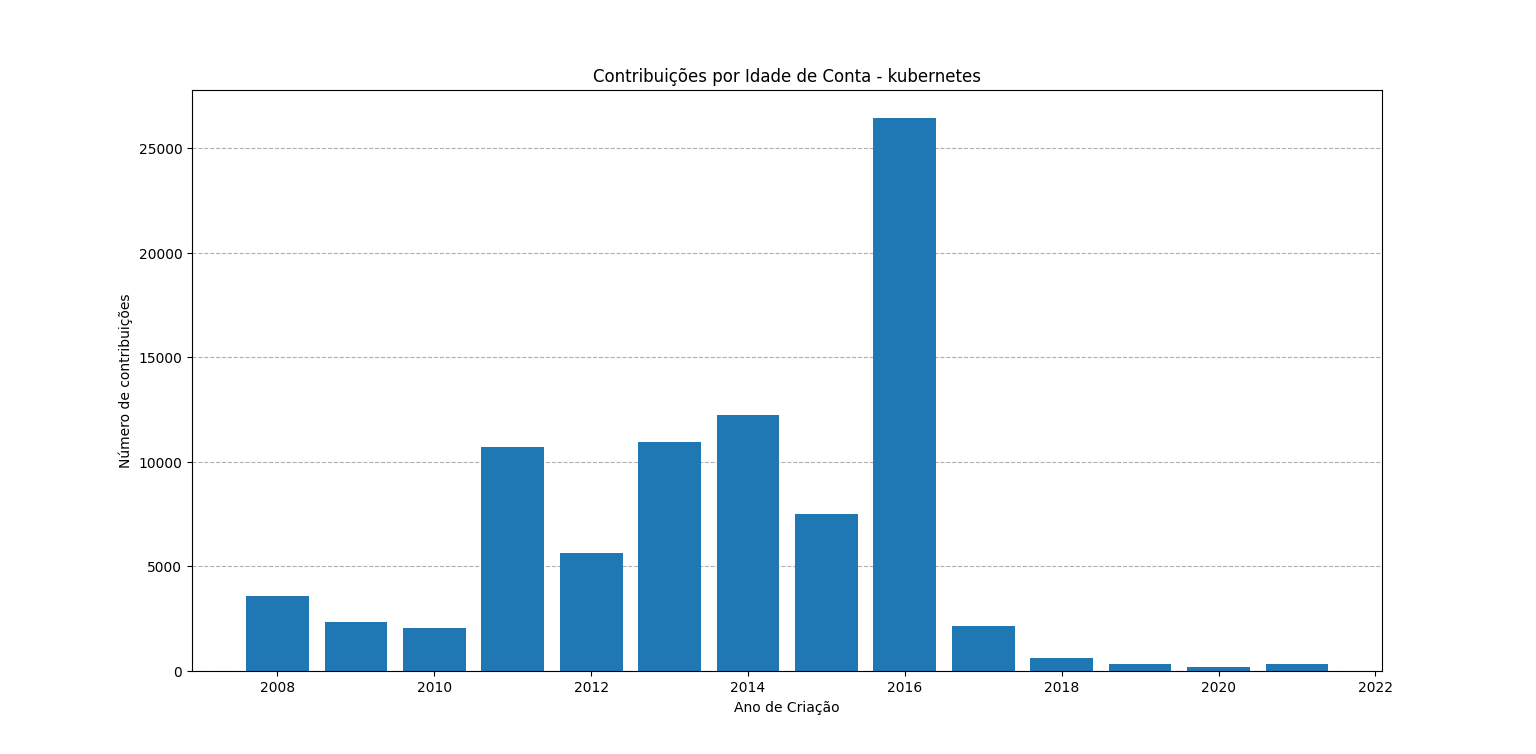 Contribuições por Idade de Conta - kubernetes
Número de contribuições
25000
20000
15000
10000
5000
0
2008 2010 2012 2014 2016 2018 2020 2022
Ano de Criação